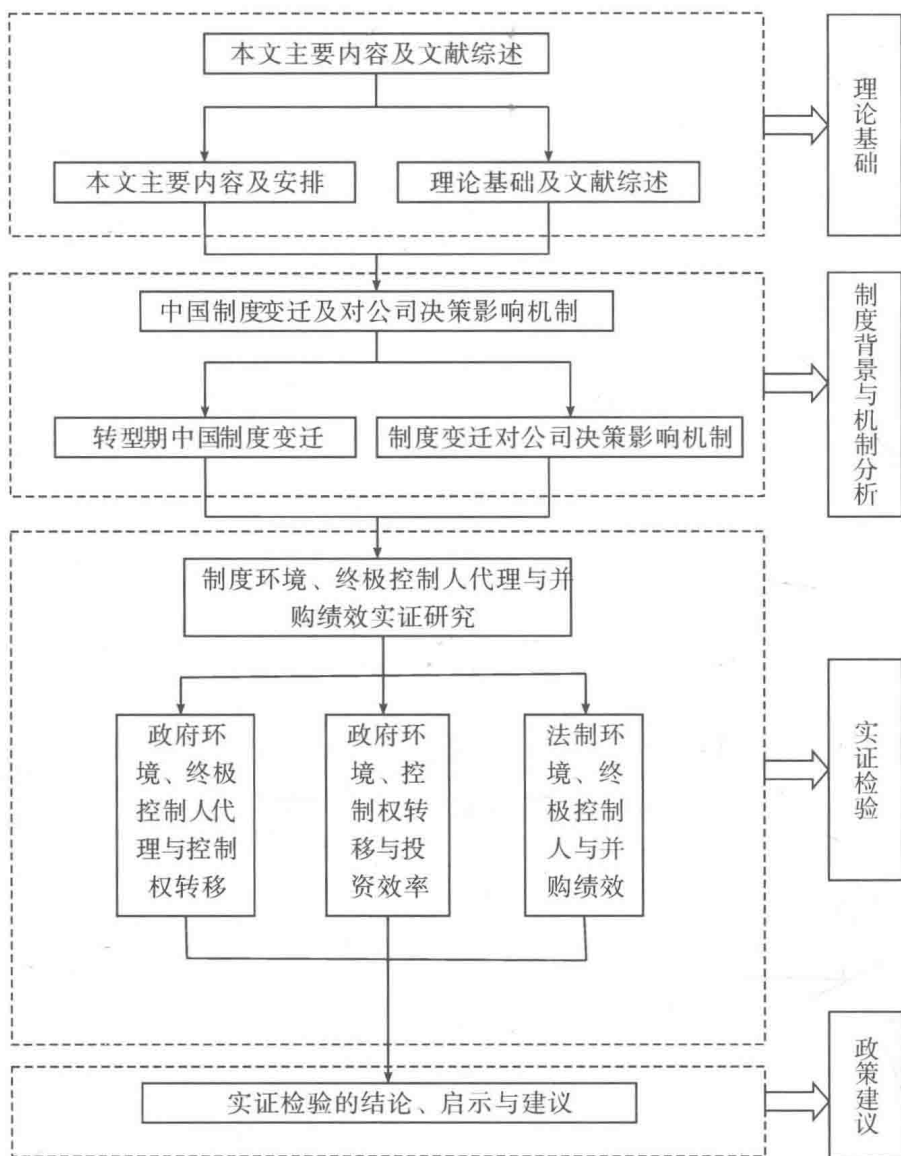 本文主要内容及文献综述
本文主要内容及安排
理论基础及文献综述
理论基础
中国制度变迁及对公司决策影响机制
转型期中国制度变迁
制度变迁对公司决策影响机制
制度背景与机制分析
制度环境、终极控制人代理与并
购绩效实证研究
政府环
境、终极
控制人代
理与控制
权转移
政府环
境、控
制权转
移与投
资效率
法制环
境、终
极控制
人与并
购绩效
实证检验
实证检验的结论、启示与建议
政策建议